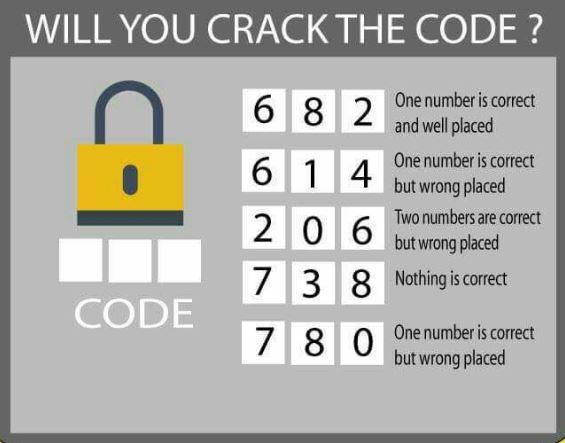 WILL YOU CRACK THE CODE ?
6 8 2 One number is correct
and well placed
6 1 4 One number is correct
but wrong placed
2 0 6 Two numbers are correct
but wrong placed
7 3 8 Nothing is correct
7 8 0 One number is correct
but wrong placed
CODE